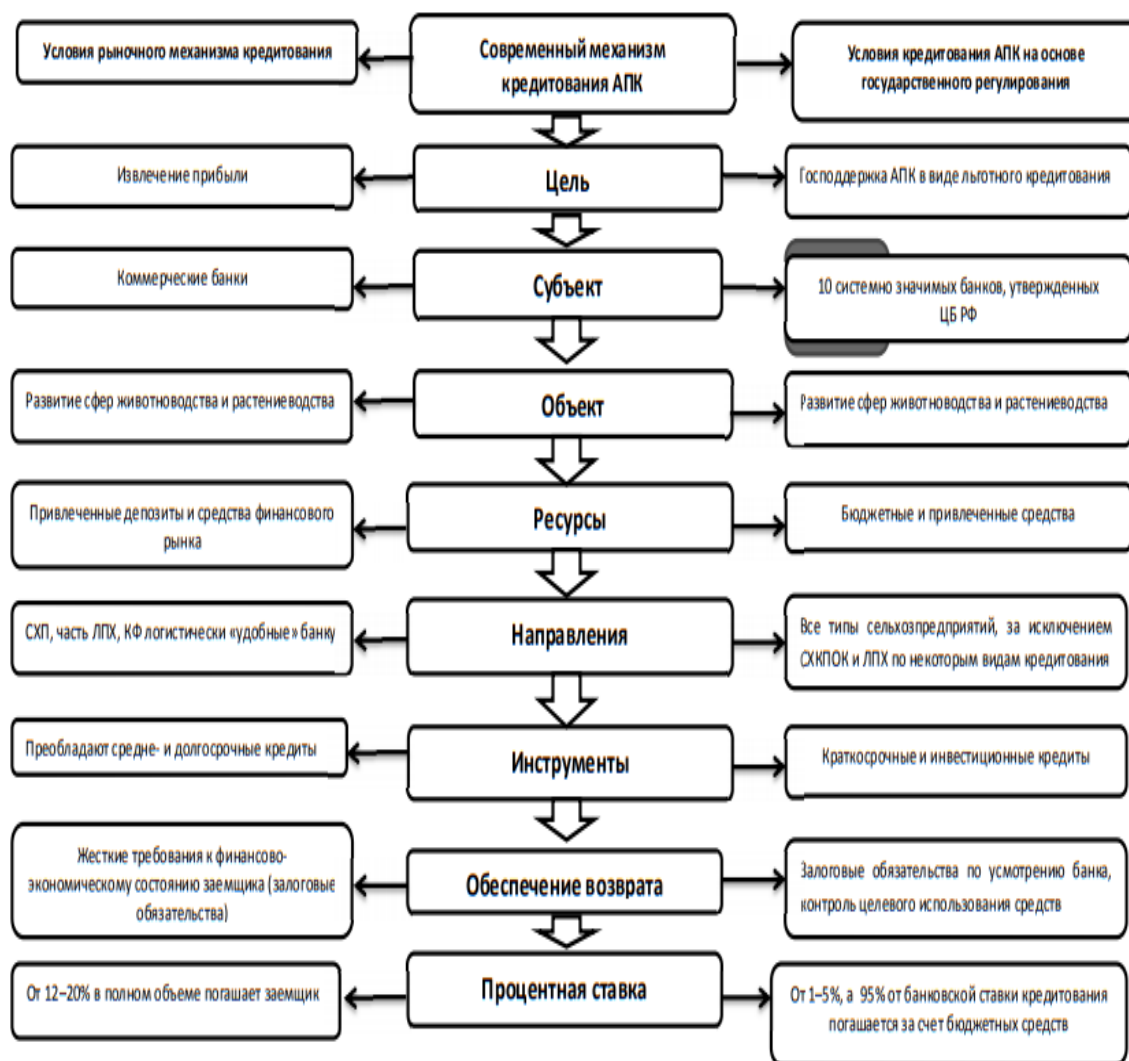 Условия рыночного механизма кредитования
Современный механизм
кредитования АПК
Условия кредитования АПК на основе
государственного регулирования
Извлечение прибыли
Цель
Господдержка АПК в виде льготного кредитования
Коммерческие банки
Субъект
10 системно значимых банков, утвержденных
ЦБ РФ
Развитие сфер животноводства и растениеводства
Объект
Развитие сфер животноводства и растениеводства
Привлеченные депозиты и средства финансового
рынка
Ресурсы
Бюджетные и привлеченные средства
СХП, часть ЛПХ, КФ логистически «удобные» банку
Направления
Все типы сельхозпредприятий, за исключением
СХКПОК и ЛПХ по некоторым видам кредитования
Преобладают средне- и долгосрочные кредиты
Инструменты
Краткосрочные и инвестиционные кредиты
Жесткие требования к финансово-
экономическому состоянию заемщика (залоговые
обязательства)
Обеспечение возврата
Залоговые обязательства по усмотрению банка,
контроль целевого использования средств
От 12–20% в полном объеме погашает заемщик
Процентная ставка
От 1–5%, а 95% от банковской ставки кредитования
погашается за счет бюджетных средств